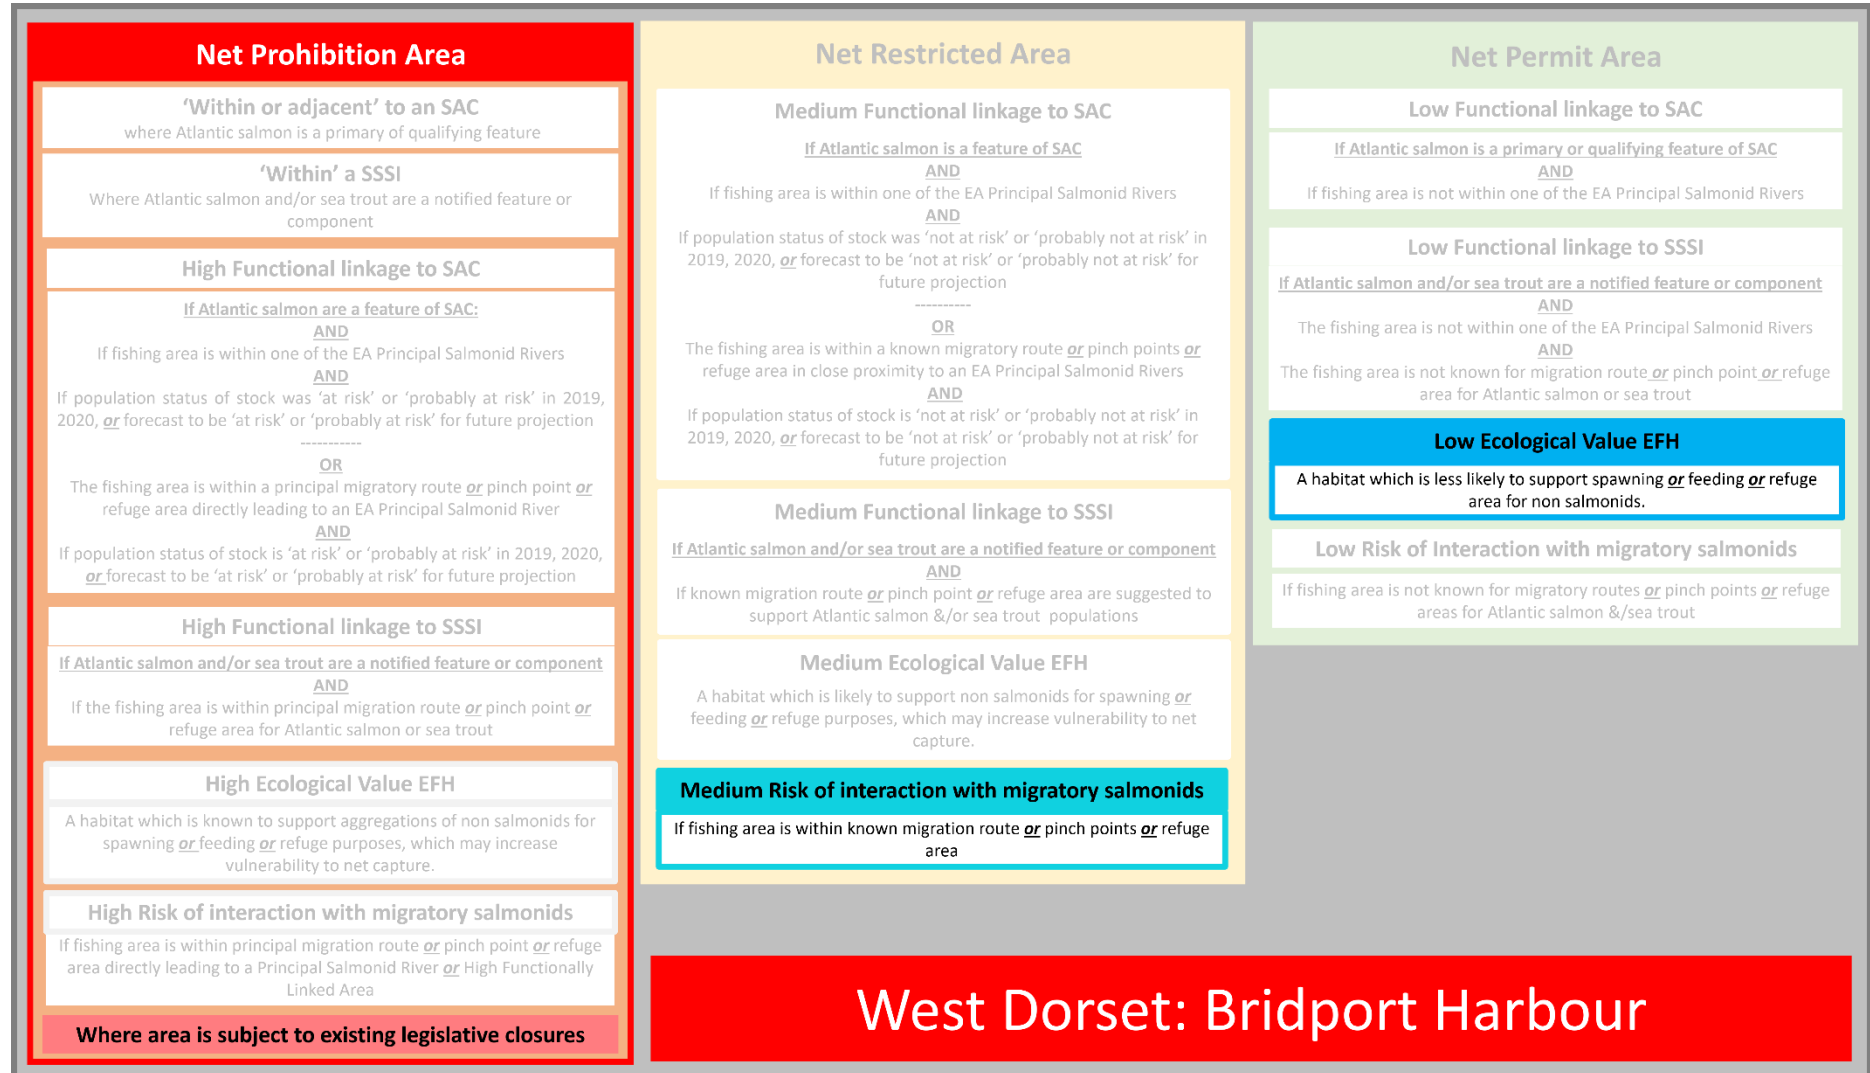 Net Prohibition Area
‘Within or adjacent’ to an SAC
where Atlantic salmon is a primary of qualifying feature
‘Within’ a SSSI
Where Atlantic salmon and/or sea trout are a notified feature or
component
High Functional linkage to SAC
If Atlantic salmon are a feature of SAC:
AND
If fishing area is within one of the EA Principal Salmonid Rivers
AND
If population status of stock was ‘at risk’ or ‘probably at risk’ in 2019,
2020, or forecast to be ‘at risk’ or ‘probably at risk’ for future projection
-----------
OR
The fishing area is within a principal migratory route or pinch point or
refuge area directly leading to an EA Principal Salmonid River
AND
If population status of stock is ‘at risk’ or ‘probably at risk’ in 2019, 2020,
or forecast to be ‘at risk’ or ‘probably at risk’ for future projection
High Functional linkage to SSSI
If Atlantic salmon and/or sea trout are a notified feature or component
AND
If the fishing area is within principal migration route or pinch point or
refuge area for Atlantic salmon or sea trout
High Ecological Value EFH
A habitat which is known to support aggregations of non salmonids for
spawning or feeding or refuge purposes, which may increase
vulnerability to net capture.
High Risk of interaction with migratory salmonids
If fishing area is within principal migration route or pinch point or refuge
area directly leading to a Principal Salmonid River or High Functionally
Linked Area
Where area is subject to existing legislative closures
Net Restricted Area
Medium Functional linkage to SAC
If Atlantic salmon is a feature of SAC
AND
If fishing area is within one of the EA Principal Salmonid Rivers
AND
If population status of stock was ‘not at risk’ or ‘probably not at risk’ in
2019, 2020, or forecast to be ‘not at risk’ or ‘probably not at risk’ for
future projection
----------
OR
The fishing area is within a known migratory route or pinch points or
refuge area in close proximity to an EA Principal Salmonid Rivers
AND
If population status of stock is ‘not at risk’ or ‘probably not at risk’ in
2019, 2020, or forecast to be ‘not at risk’ or ‘probably not at risk’ for
future projection
Medium Functional linkage to SSSI
If Atlantic salmon and/or sea trout are a notified feature or component
AND
If known migration route or pinch point or refuge area are suggested to
support Atlantic salmon &/or sea trout populations
Medium Ecological Value EFH
A habitat which is likely to support non salmonids for spawning or
feeding or refuge purposes, which may increase vulnerability to net
capture.
Medium Risk of interaction with migratory salmonids
If fishing area is within known migration route or pinch points or refuge
area
Net Permit Area
Low Functional linkage to SAC
If Atlantic salmon is a primary or qualifying feature of SAC
AND
If fishing area is not within one of the EA Principal Salmonid Rivers
Low Functional linkage to SSSI
If Atlantic salmon and/or sea trout are a notified feature or component
AND
The fishing area is not within one of the EA Principal Salmonid Rivers
AND
The fishing area is not known for migration route or pinch point or refuge
area for Atlantic salmon or sea trout
Low Ecological Value EFH
A habitat which is less likely to support spawning or feeding or refuge
area for non salmonids.
Low Risk of Interaction with migratory salmonids
If fishing area is not known for migratory routes or pinch points or refuge
areas for Atlantic salmon &/sea trout
West Dorset: Bridport Harbour